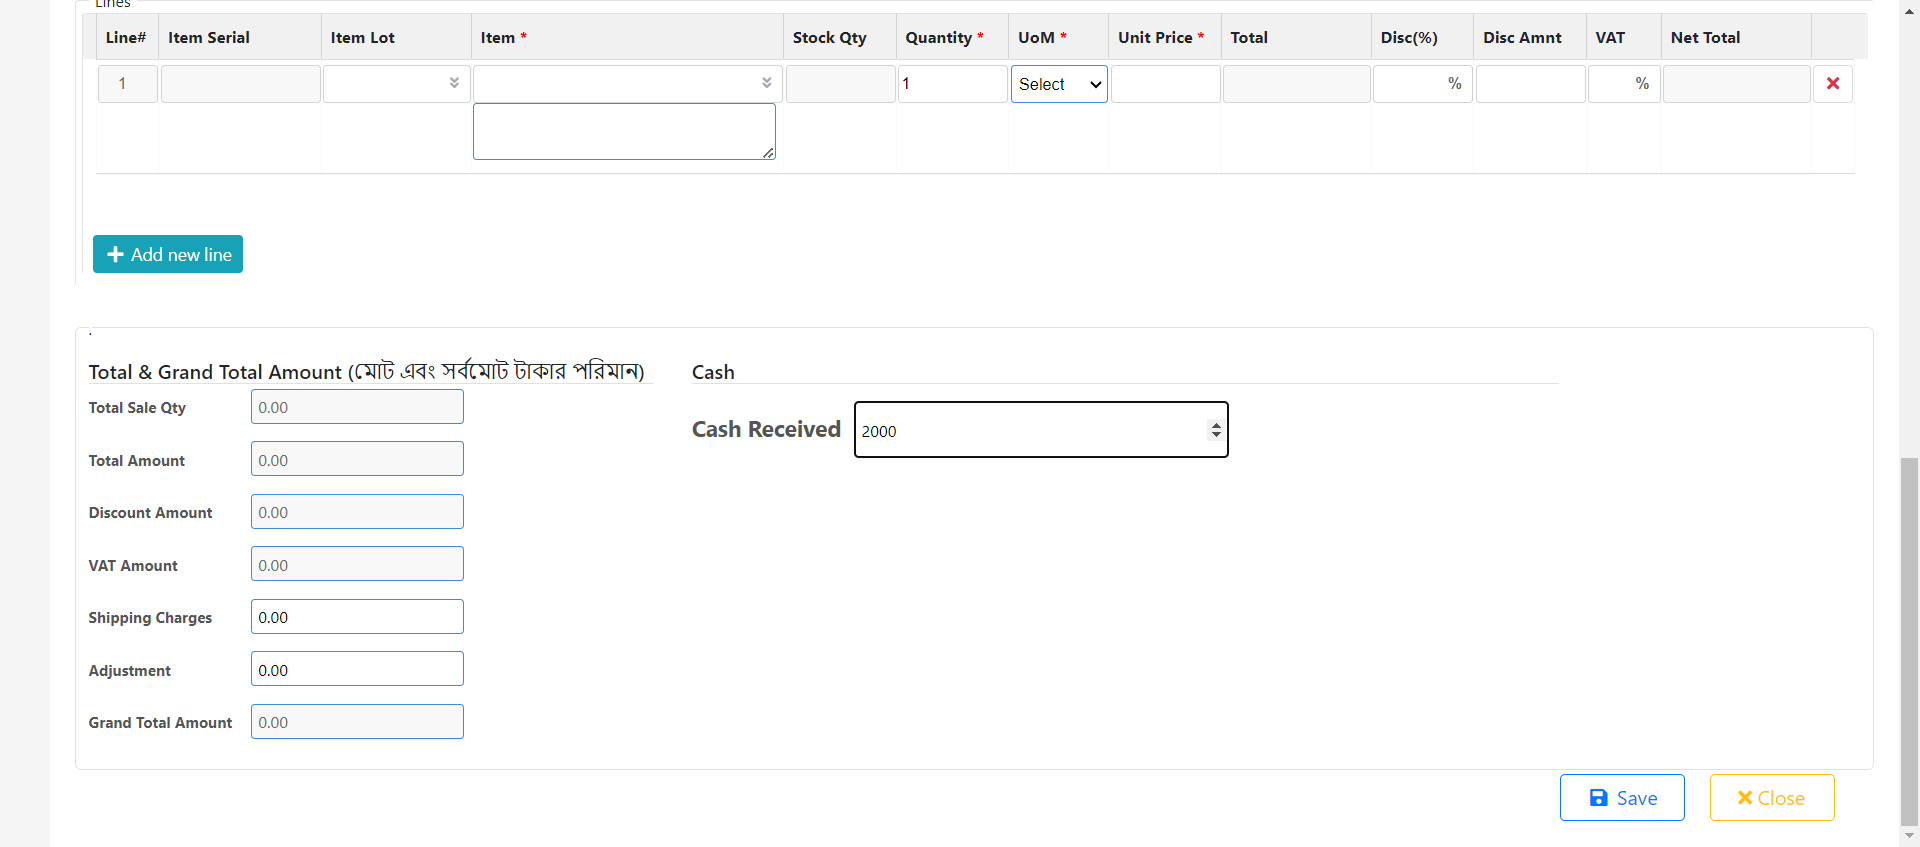 Lines
Line# Item Serial Item Lot Item * Stock Qty Quantity * UoM * Unit Price * Total Disc(%) Disc Amnt VAT Net Total
1 1 Select % %
Add new line
.
Total & Grand Total Amount (মোট এবং সর্বমোট টাকার পরিমান) Cash
Total Sale Qty 0.00
Cash Received 2000
Total Amount 0.00
Discount Amount 0.00
VAT Amount 0.00
Shipping Charges 0.00
Adjustment 0.00
Grand Total Amount 0.00
Save Close